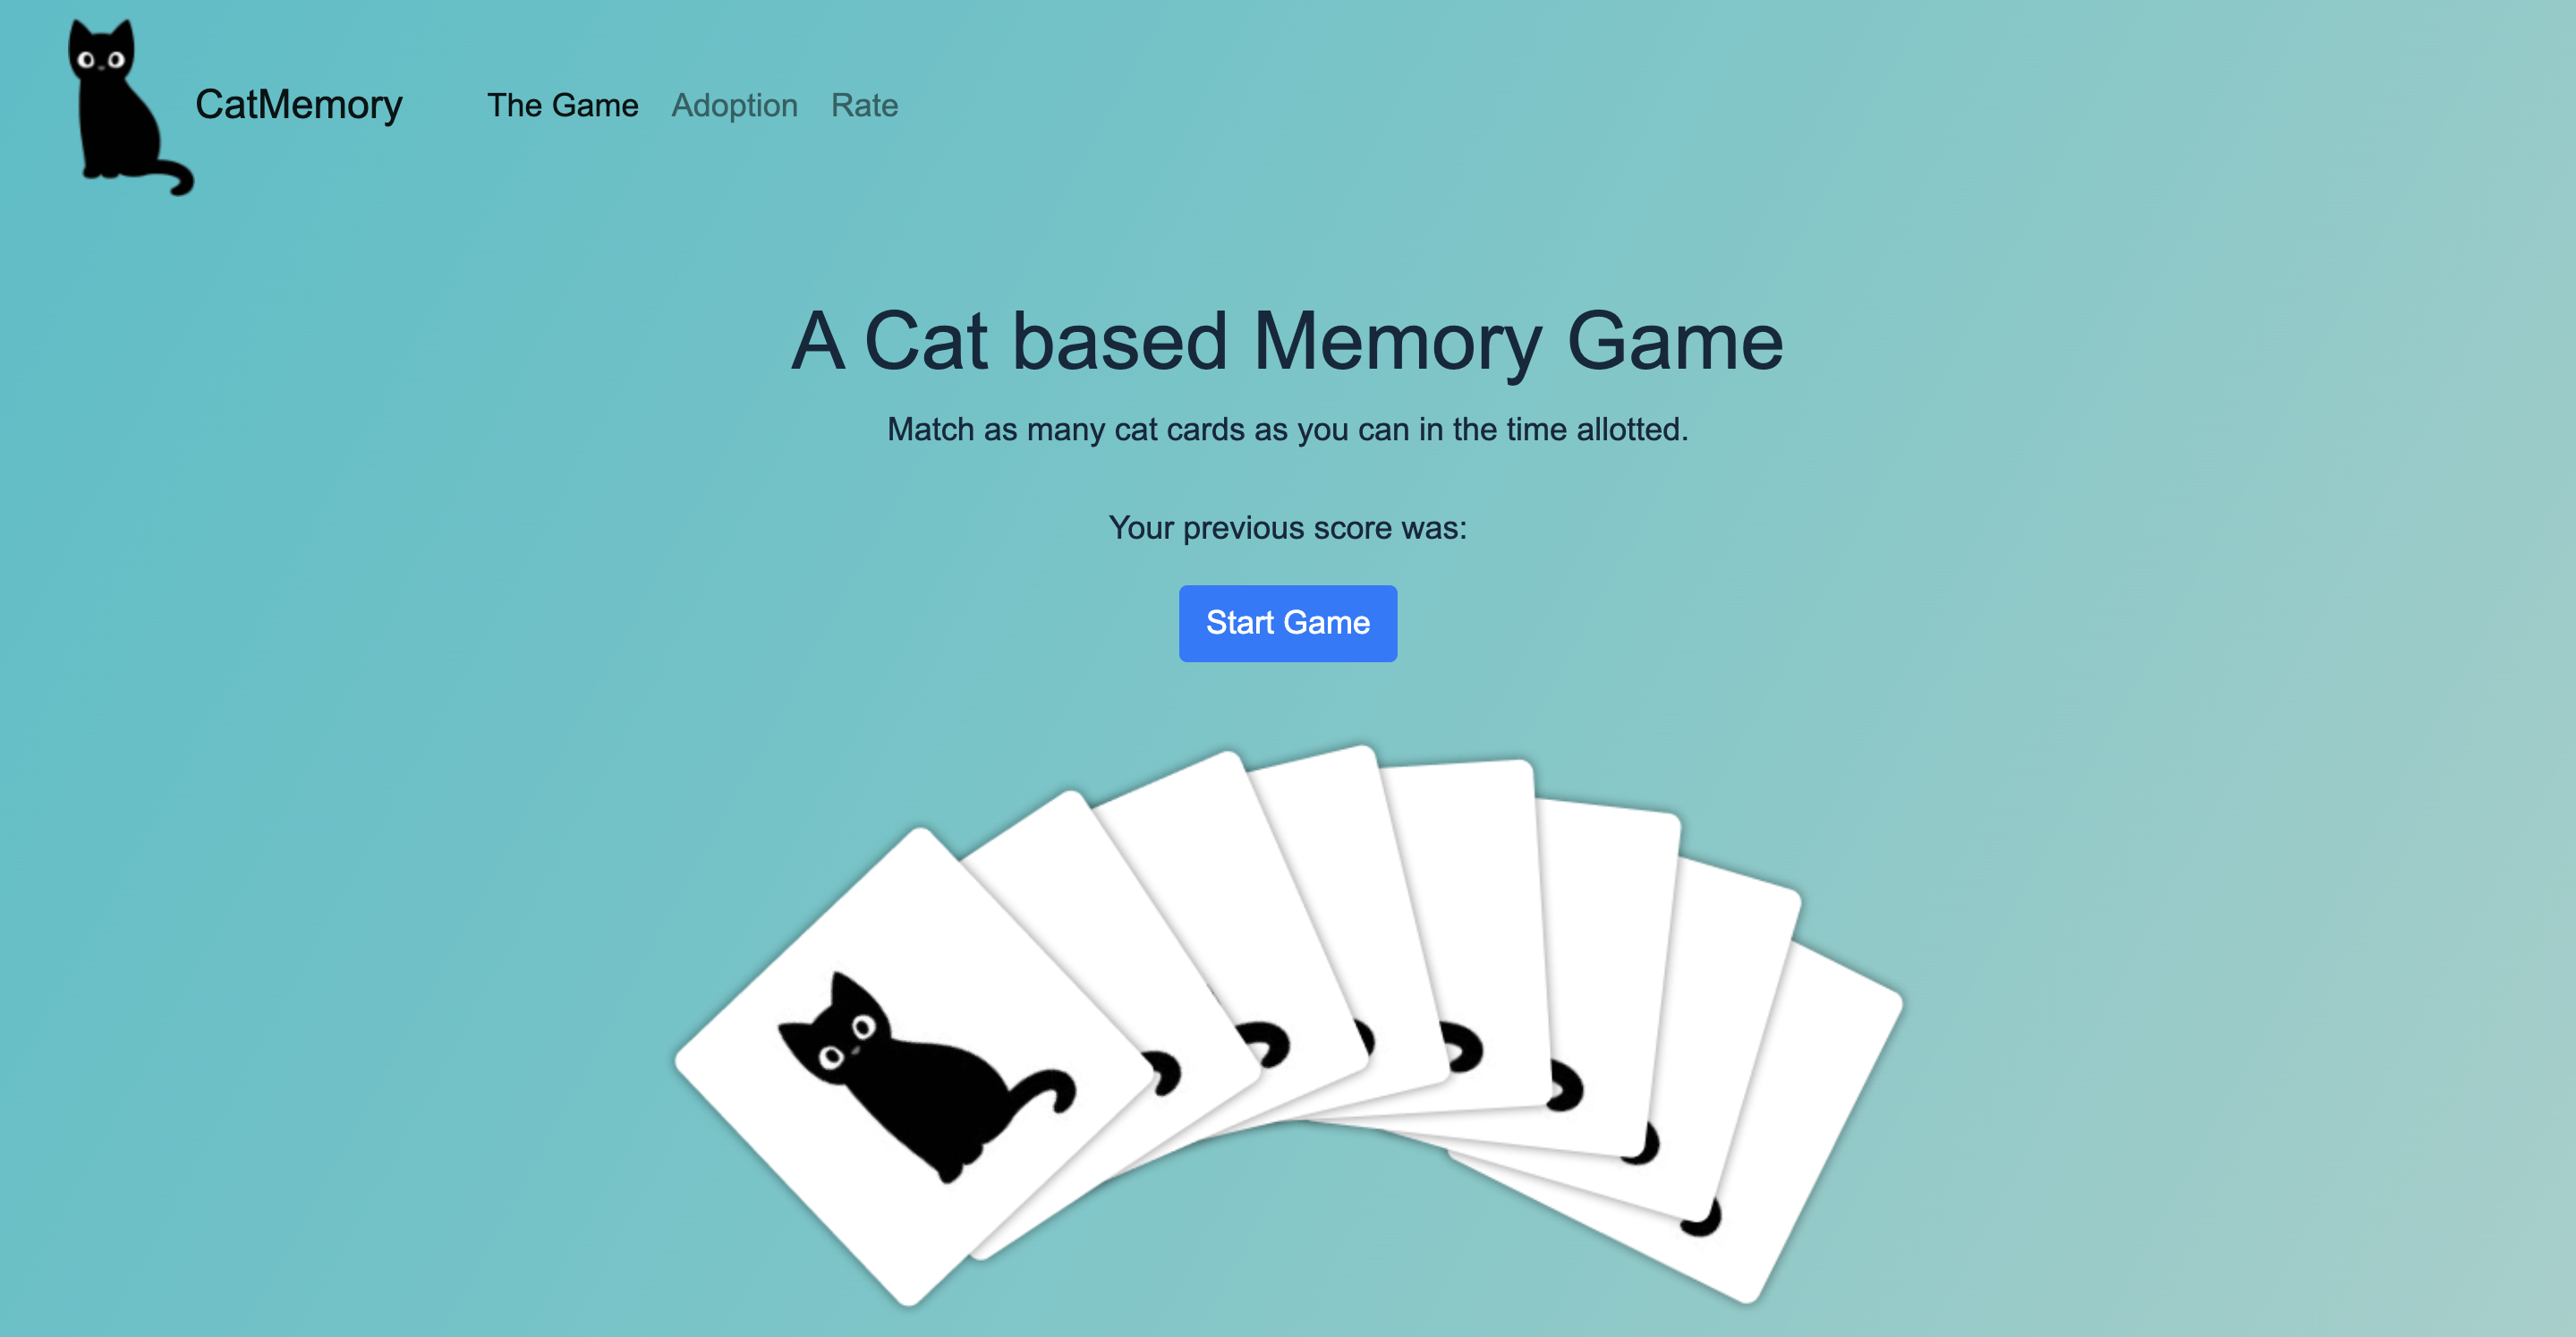 CatMemory The Game Adoption Rate
A Cat based Memory Game
Match as many cat cards as you can in the time allotted.
Your previous score was:
Start Game